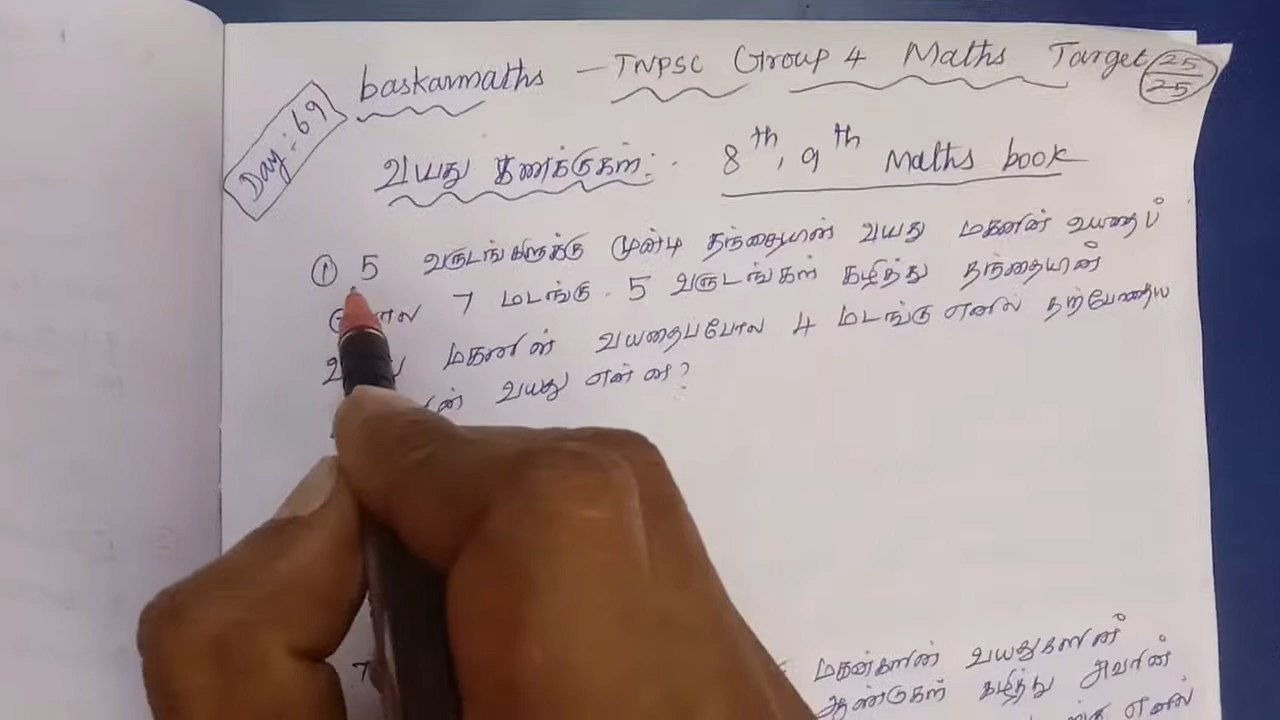 baskarmaths - TNPSC Group 4 Maths Target 25/25
Day: 69
வயது கணக்குகள்: 8th, 9th Maths book
① 5 வருடங்களுக்கு முன்பு தந்தையின் வயது மகனின் வயதைப்
போல 7 மடங்கு. 5 வருடங்கள் கழித்து தந்தையின்
மகனின் வயதைப்போல 4 மடங்கு எனில் தற்போதைய
வயது என்ன?
மகன்களின் வயதுகளின்
ஆண்டுகள் கழித்து அவரின்
எனில்